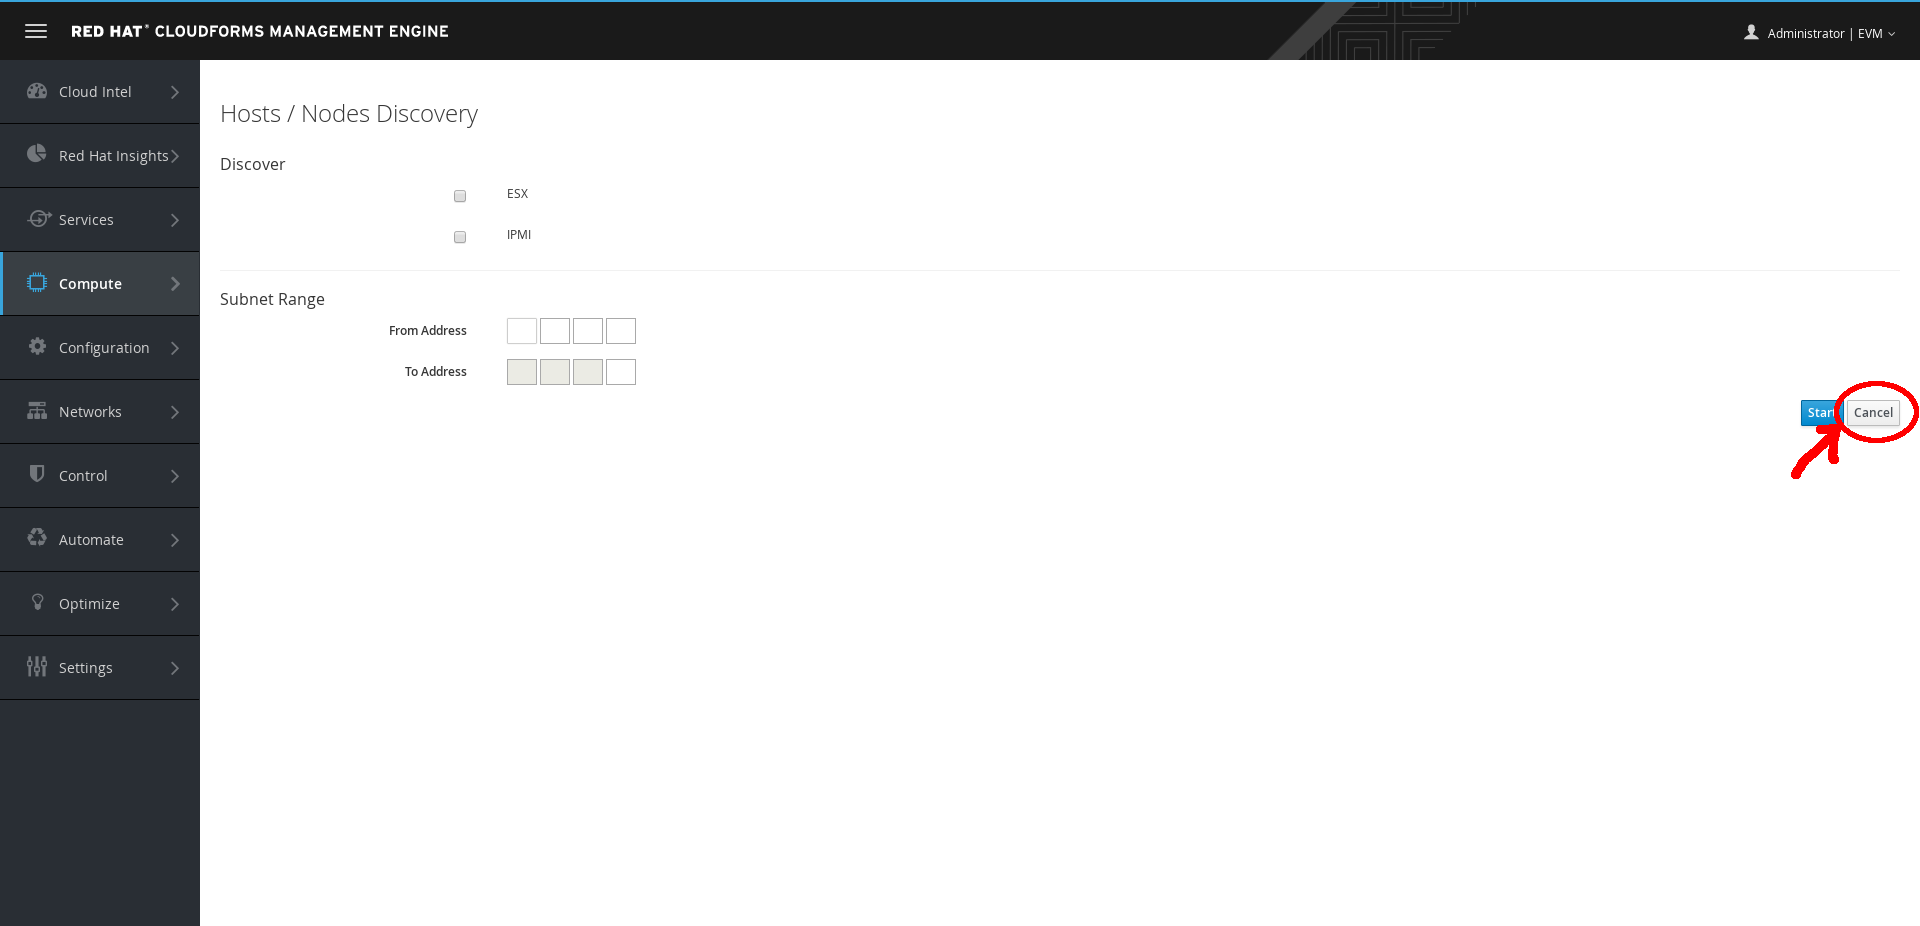 RED HAT® CLOUDFORMS MANAGEMENT ENGINE
Administrator | EVM
Cloud Intel
Red Hat Insights
Services
Compute
Configuration
Networks
Control
Automate
Optimize
Settings
Hosts / Nodes Discovery
Discover
ESX
IPMI
Subnet Range
From Address
To Address
Start Cancel